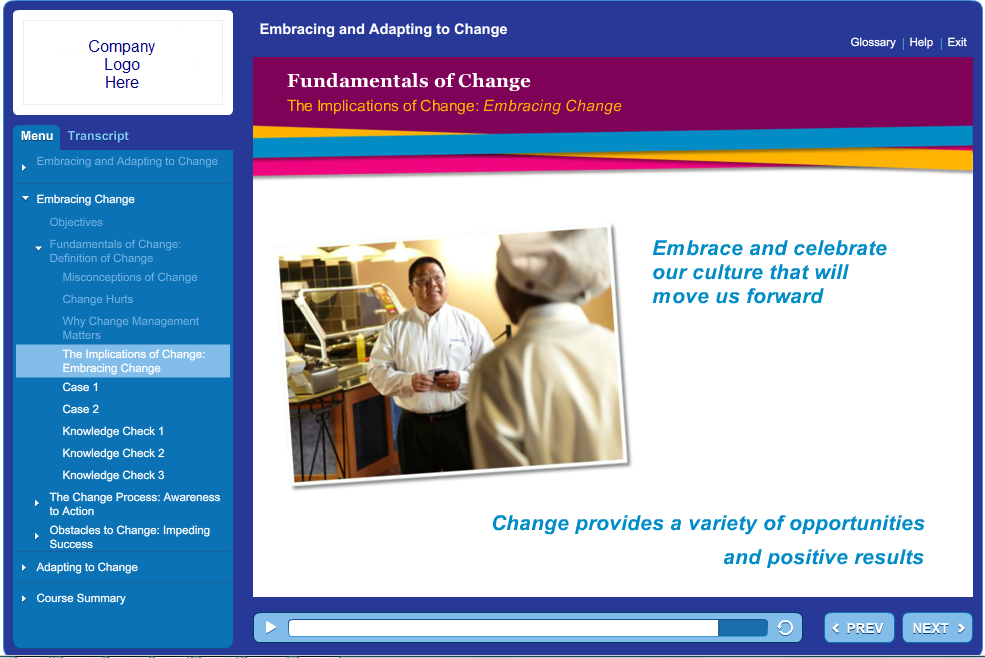 Company
Logo
Here
Embracing and Adapting to Change
Glossary | Help | Exit
Fundamentals of Change
The Implications of Change: Embracing Change
Menu
Transcript
Embracing and Adapting to Change
Embracing Change
Objectives
Fundamentals of Change:
Definition of Change
Misconceptions of Change
Change Hurts
Why Change Management
Matters
The Implications of Change:
Embracing Change
Case 1
Case 2
Knowledge Check 1
Knowledge Check 2
Knowledge Check 3
The Change Process: Awareness
to Action
Obstacles to Change: Impeding
Success
Adapting to Change
Course Summary
Embrace and celebrate
our culture that will
move us forward
Change provides a variety of opportunities
and positive results
PREV
NEXT